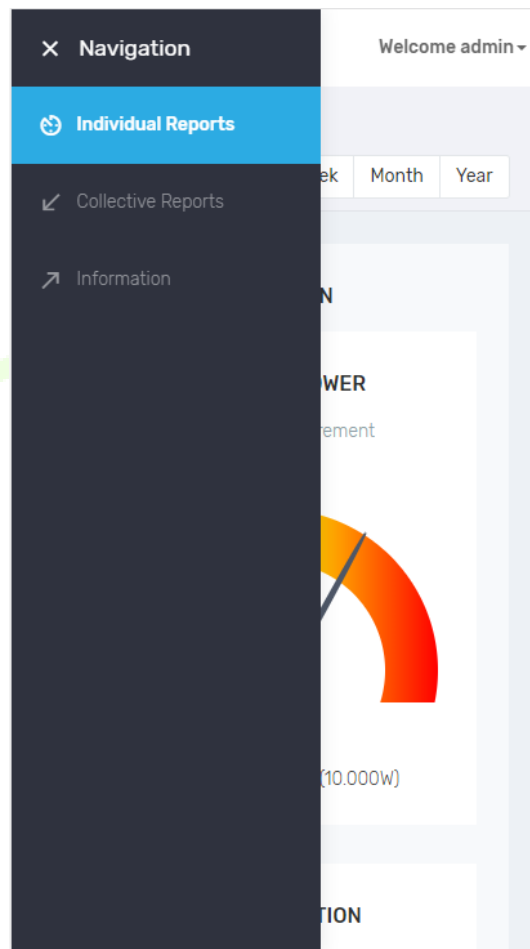 Navigation
Welcome admin
Individual Reports
ek Month Year
Collective Reports
Information
N
WER
rement
(10.000W)
TION